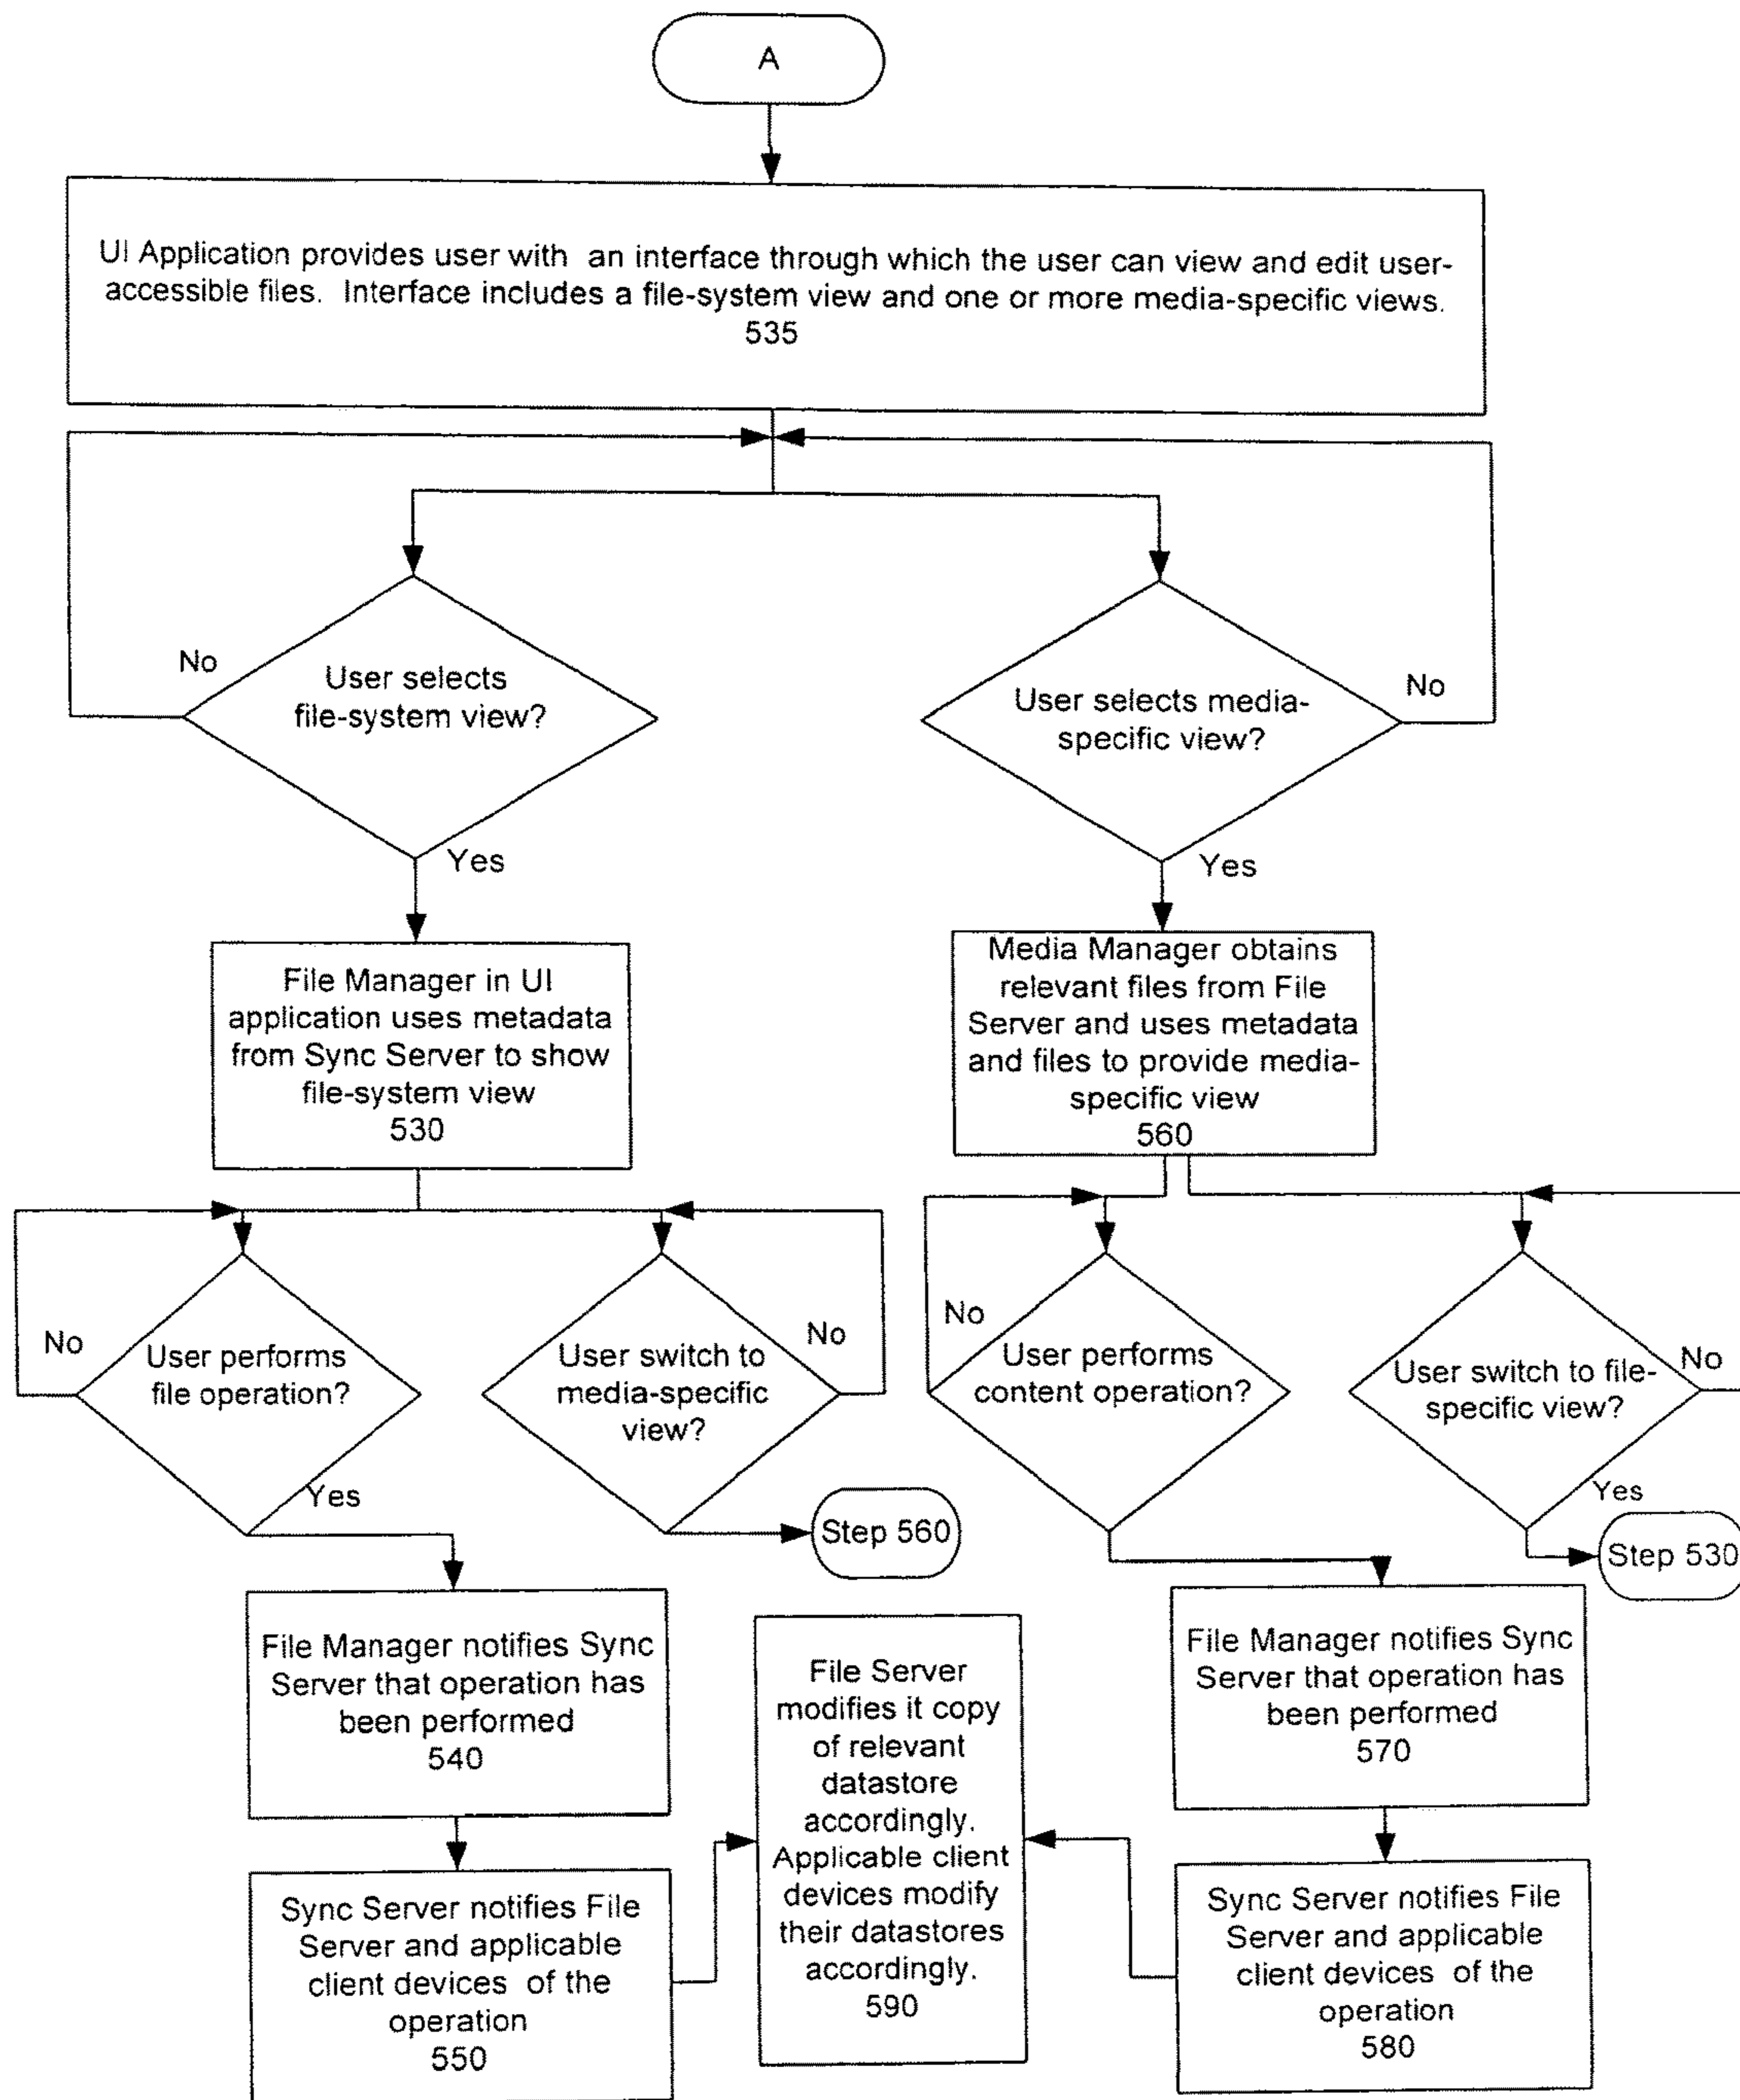 A
UI Application provides user with an interface through which the user can view and edit user-
accessible files. Interface includes a file-system view and one or more media-specific views.
535
No
User selects
file-system view?
Yes
User selects media-
specific view?
No
Yes
File Manager in UI
application uses metadata
from Sync Server to show
file-system view
530
Media Manager obtains
relevant files from File
Server and uses metadata
and files to provide media-
specific view
560
No
User performs
file operation?
Yes
User switch to
media-specific
view?
No
Step 560
No
User performs
content operation?
User switch to file-
specific view?
No
Yes
Step 530
File Manager notifies Sync
Server that operation has
been performed
540
File Server
modifies it copy
of relevant
datastore
accordingly.
Applicable client
devices modify
their datastores
accordingly.
590
File Manager notifies Sync
Server that operation has
been performed
570
Sync Server notifies File
Server and applicable
client devices of the
operation
550
Sync Server notifies File
Server and applicable
client devices of the
operation
580